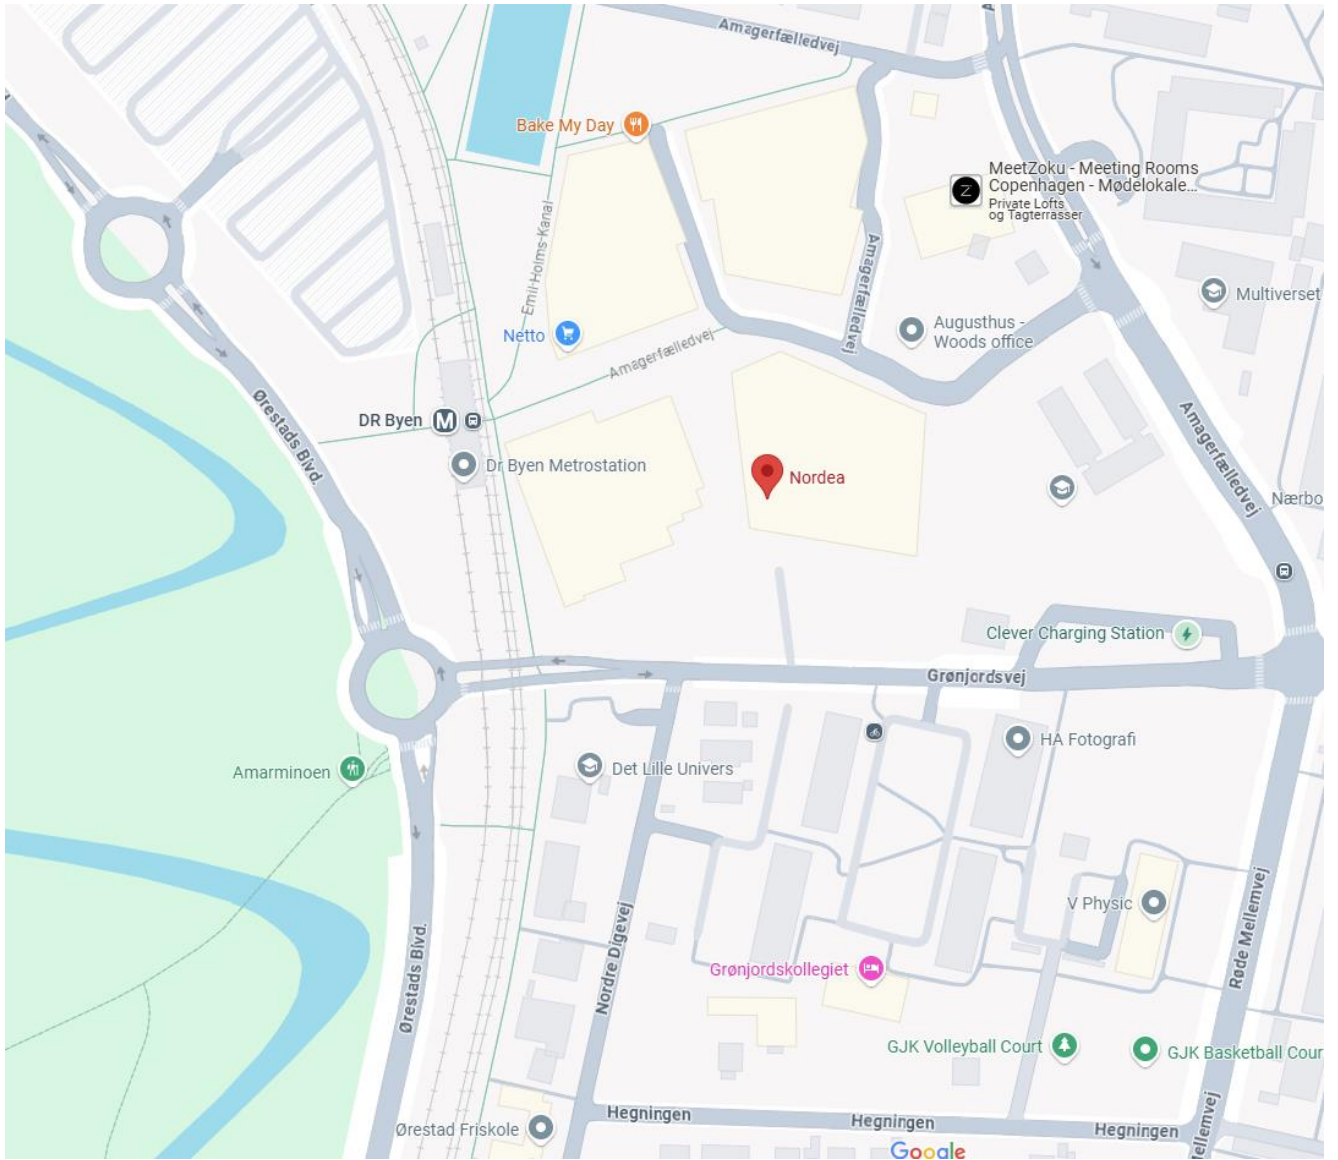 Amagerfælledvej
Bake My Day
MeetZoku - Meeting Rooms
Copenhagen - Mødelokale...
Private Lofts
og Tagterrasser
Z
Emil Holms Kanal
Amagerfælledvej
Multiverset
Netto
Augusthus -
Woods office
Amagerfælledvej
Ørestads Blvd.
DR Byen
M
Amagerfælledvej
Dr Byen Metrostation
Nordea
Nærbo
Clever Charging Station
Grønjordsvej
HA Fotografi
Amarminoen
Det Lille Univers
V Physic
Røde Mellemvej
Ørestads Blvd.
Nordre Digevej
Grønjordskollegiet
GJK Volleyball Court
GJK Basketball Cour
Hegningen
Hegningen
Hegningen
Ørestad Friskole
Mellemvej
Google